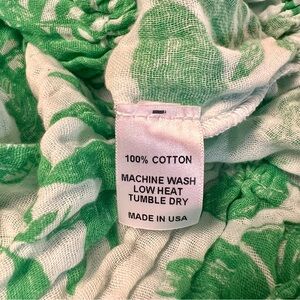 100% COTTON
MACHINE WASH
LOW HEAT
TUMBLE DRY
MADE IN USA